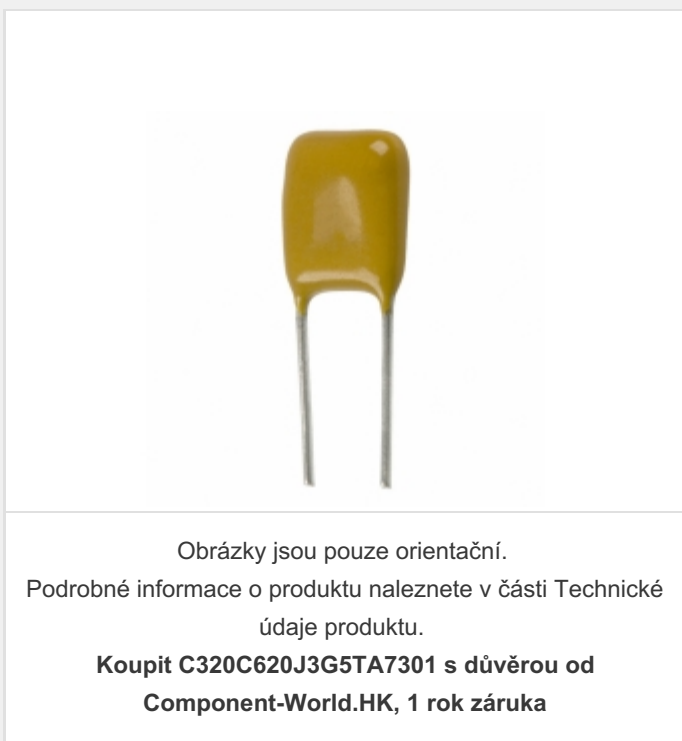 Obrázky jsou pouze orientační.
Podrobné informace o produktu naleznete v části Technické
údaje produktu.
Koupit C320C620J3G5TA7301 s důvěrou od
Component-World.HK, 1 rok záruka